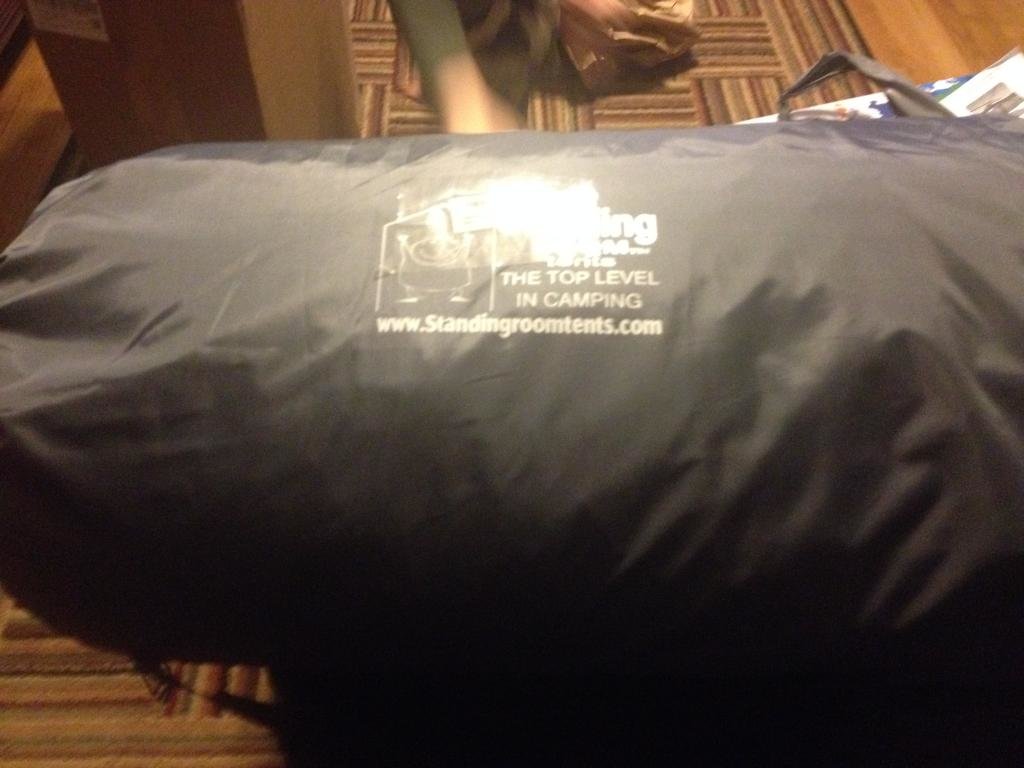 THE TOP LEVEL
IN CAMPING
www.Standingroomtents.com